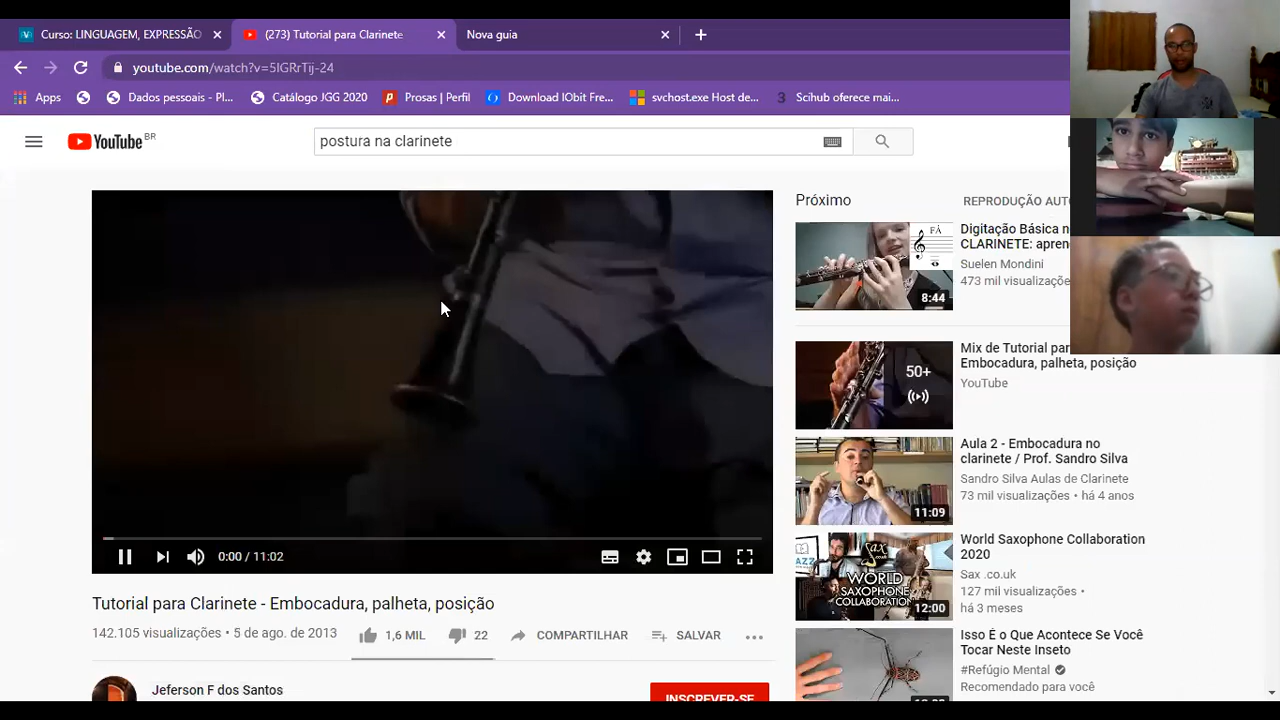 Curso: LINGUAGEM, EXPRESSÃO
(273) Tutorial para Clarinete
Nova guia
youtube.com/watch?v=5IGRrTij-24
Apps
Dados pessoais - Pl...
Catálogo JGG 2020
Prosas | Perfil
Download IObit Fre...
svchost.exe Host de...
Scihub oferece mai...
YouTube BR
postura na clarinete
Próximo
REPRODUÇÃO AUTO
Digitação Básica n
CLARINETE: apren
Suelen Mondini
473 mil visualizações
FÁ
8:44
Mix de Tutorial par
Embocadura, palheta, posição
YouTube
50+
Aula 2 - Embocadura no
clarinete / Prof. Sandro Silva
Sandro Silva Aulas de Clarinete
73 mil visualizações • há 4 anos
11:09
World Saxophone Collaboration
2020
Sax .co.uk
127 mil visualizações •
há 3 meses
WORLD
SAXOPHONE
COLLABORATION
12:00
Isso É o Que Acontece Se Você
Tocar Neste Inseto
#Refúgio Mental
Recomendado para você
0:00 / 11:02
Tutorial para Clarinete - Embocadura, palheta, posição
142.105 visualizações • 5 de ago. de 2013
1,6 MIL
22
COMPARTILHAR
SALVAR
Jeferson F dos Santos
INSCREVER-SE